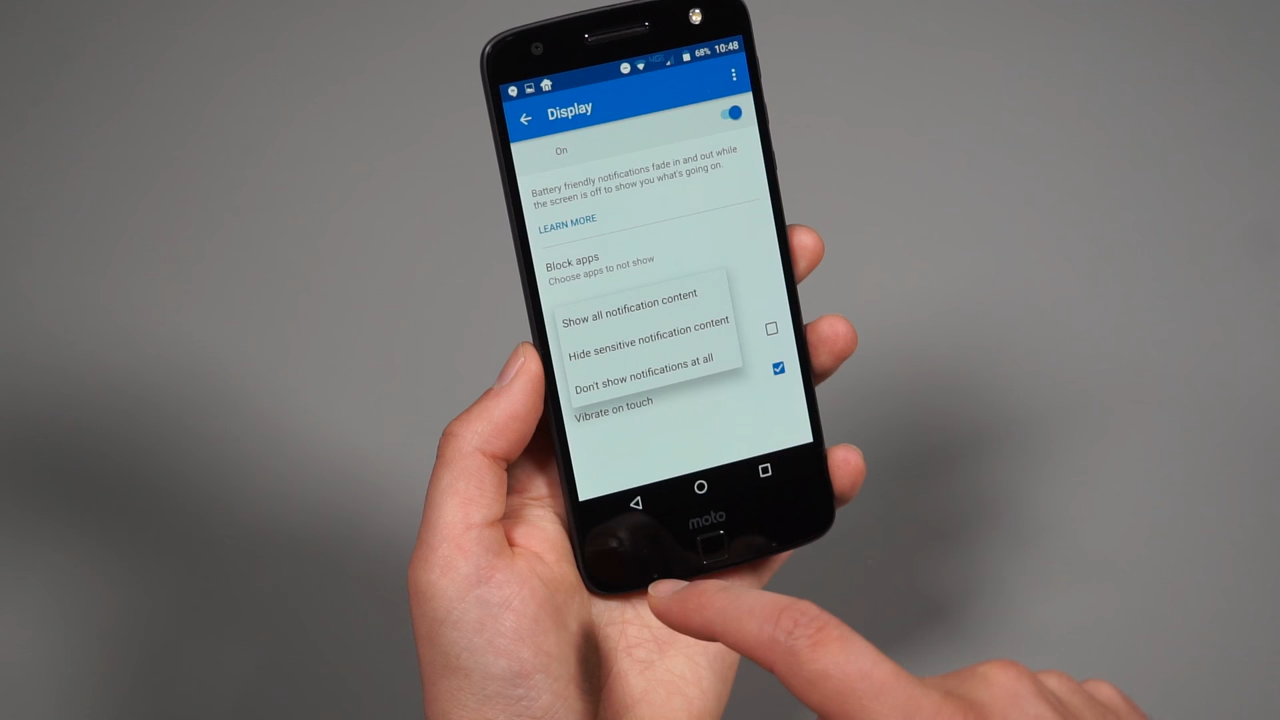 68% 10:48
Display
On
Battery friendly notifications fade in and out while
the screen is off to show you what's going on.
LEARN MORE
Block apps
Choose apps to not show
Show all notification content
Hide sensitive notification content
Don't show notifications at all
Vibrate on touch
moto